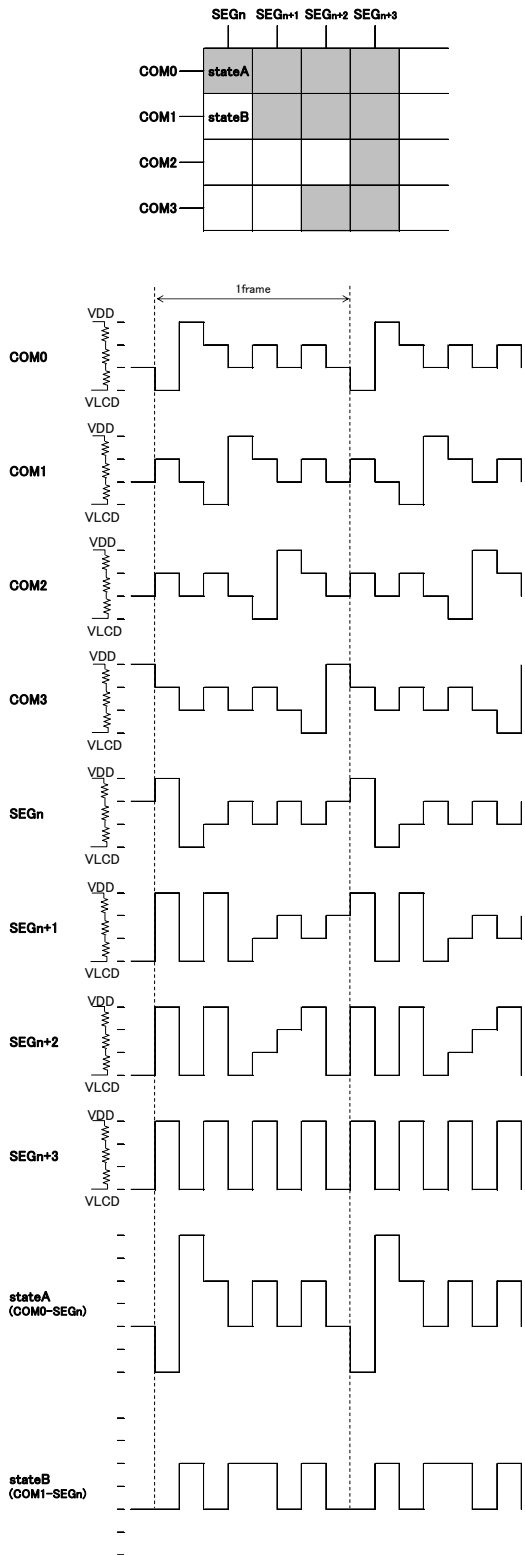 SEGn SEGn+1 SEGn+2 SEGn+3
COM0 stateA
COM1 stateB
COM2
COM3
1frame
VDD
COM0
VLCD
VDD
COM1
VLCD
VDD
COM2
VLCD
VDD
COM3
VLCD
VDD
SEGn
VLCD
VDD
SEGn+1
VLCD
VDD
SEGn+2
VLCD
VDD
SEGn+3
VLCD
stateA
(COM0-SEGn)
stateB
(COM1-SEGn)